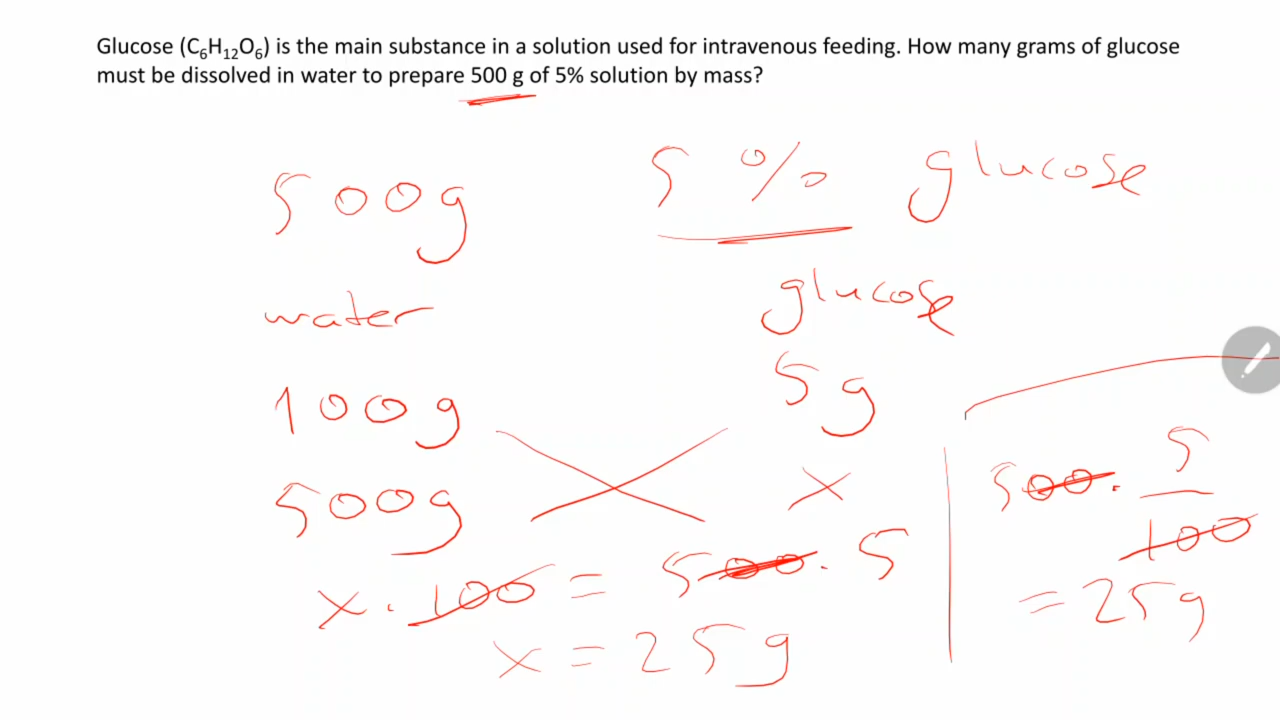 Glucose (C₆H₁₂O₆) is the main substance in a solution used for intravenous feeding. How many grams of glucose
must be dissolved in water to prepare 500 g of 5% solution by mass?
500g 5 % glucose
water glucose
100g 5g
500g x
x · 100 = 500 · 5
x = 25g
500 · 5/100
= 25g